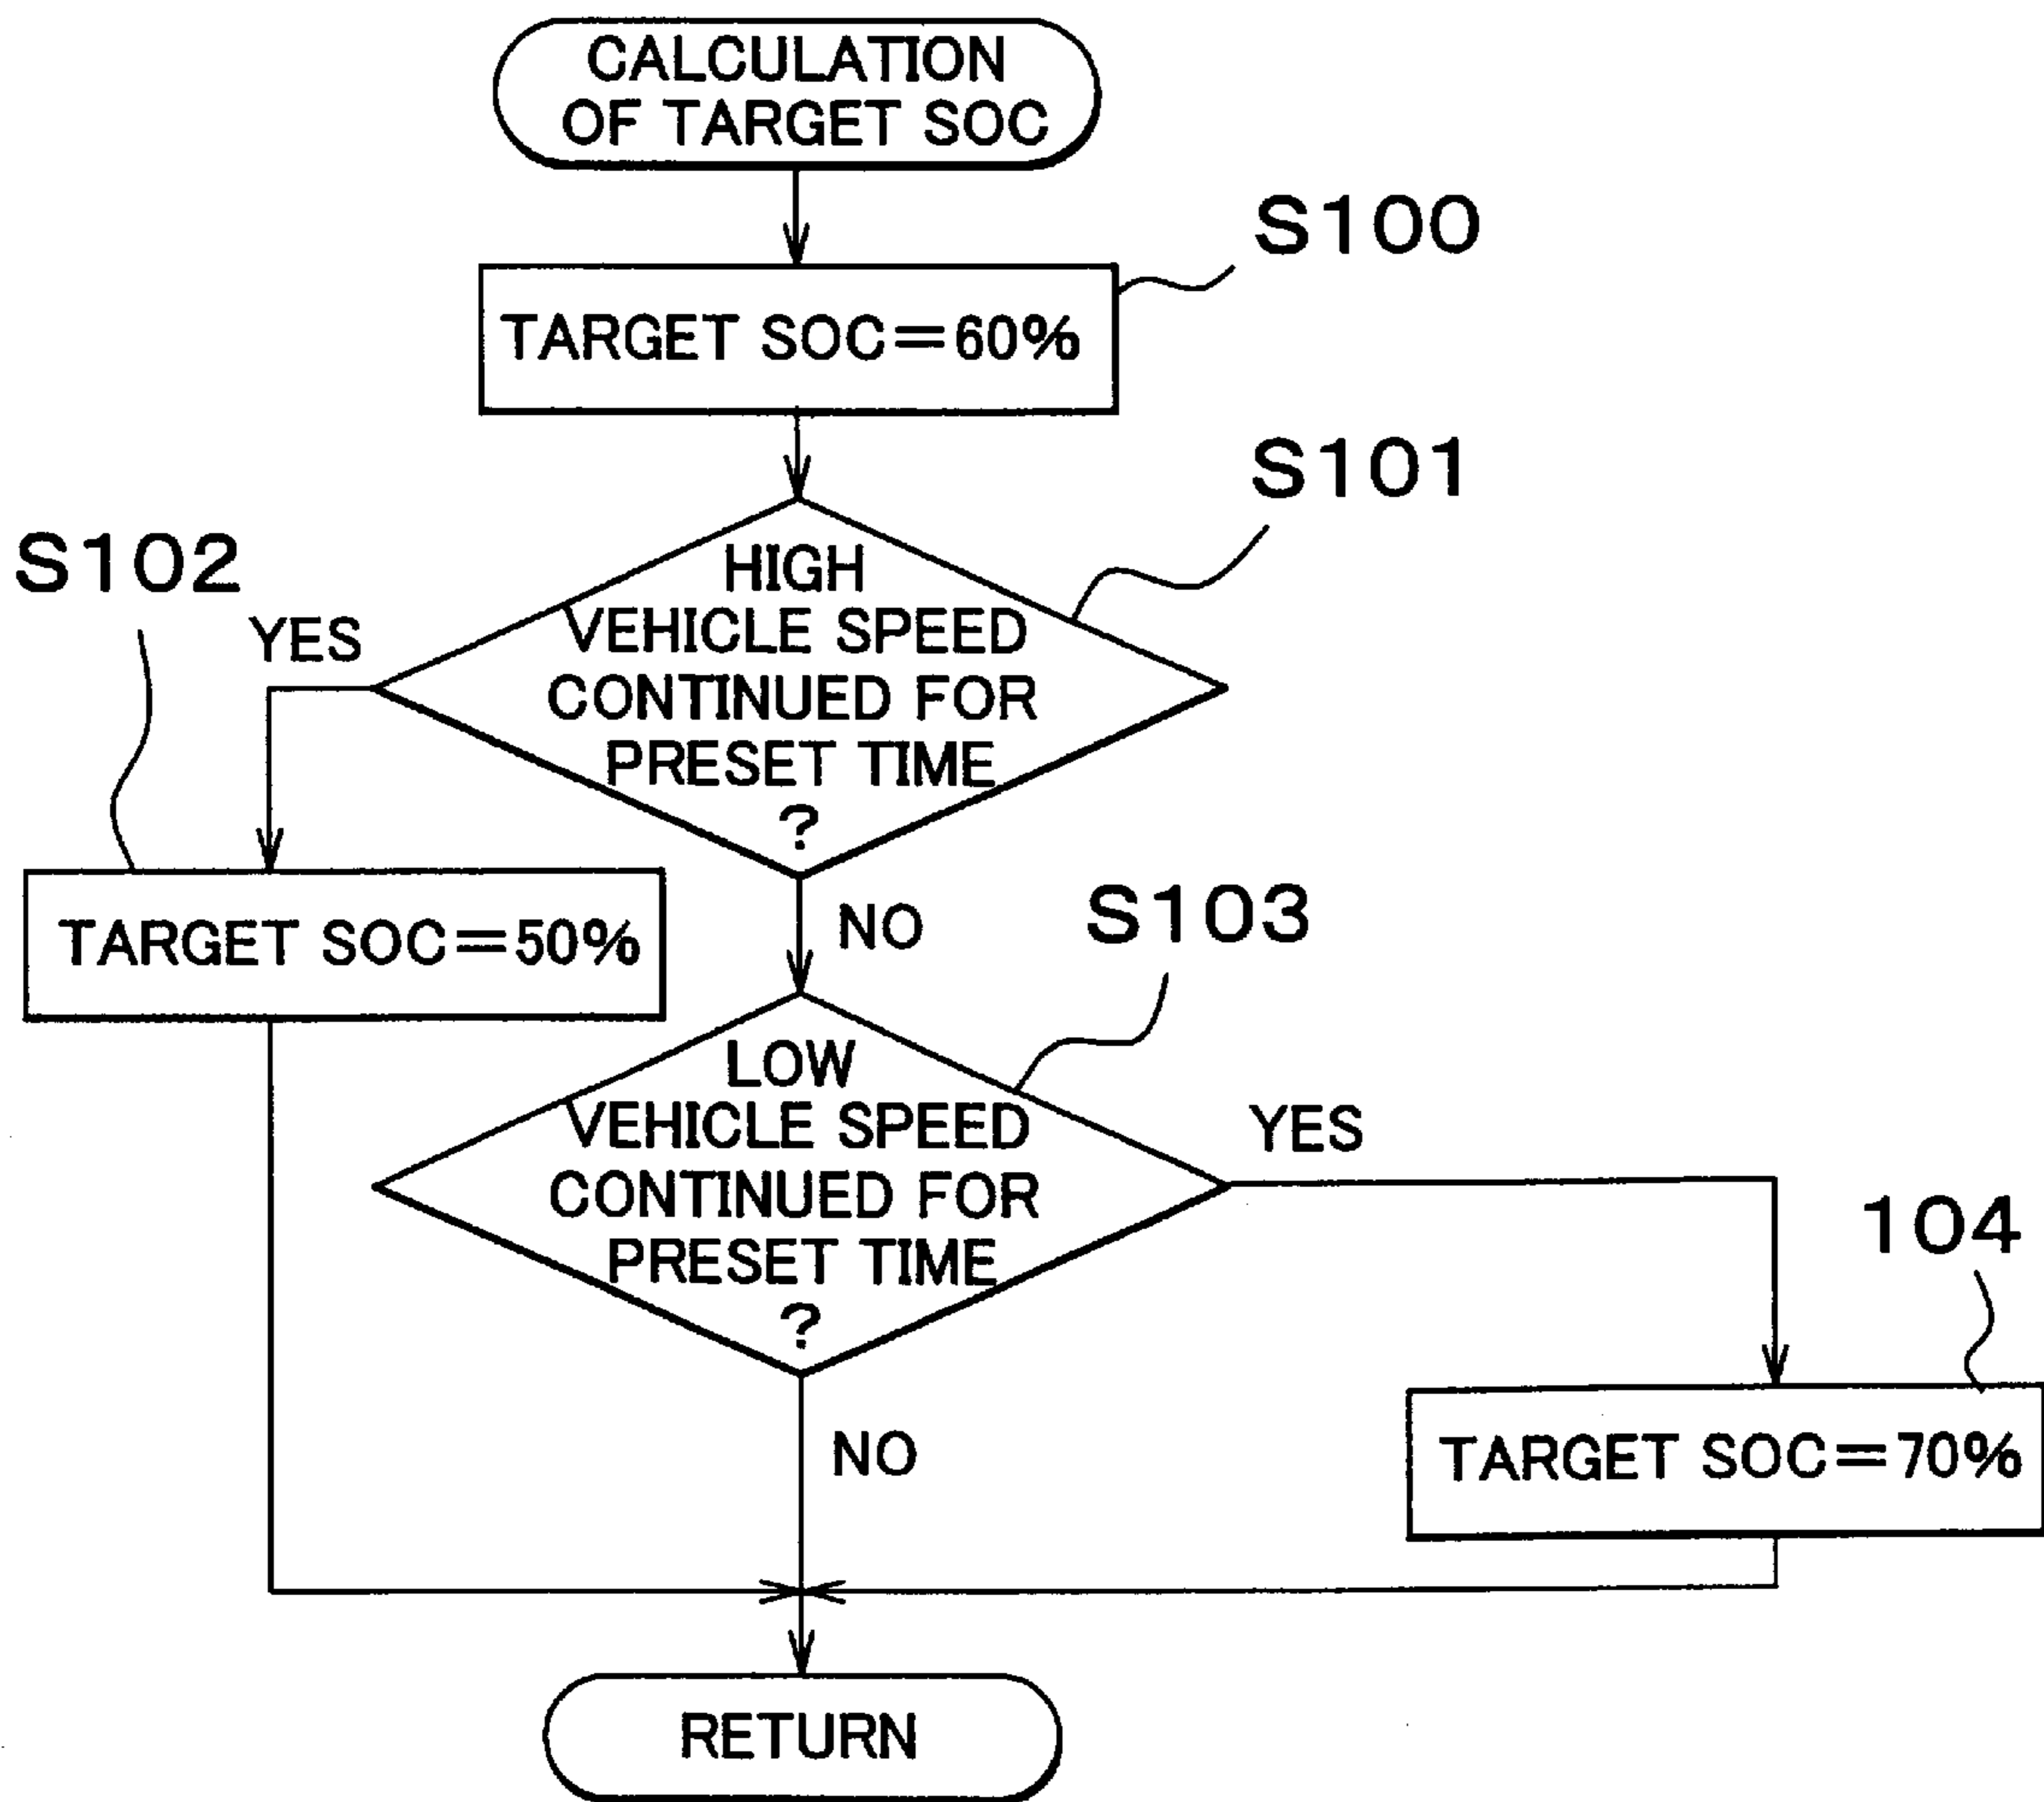 CALCULATION
OF TARGET SOC
S100
TARGET SOC=60%
S101
HIGH
VEHICLE SPEED
CONTINUED FOR
PRESET TIME
?
S102
YES
TARGET SOC=50%
NO
S103
LOW
VEHICLE SPEED
CONTINUED FOR
PRESET TIME
?
YES
104
TARGET SOC=70%
NO
RETURN